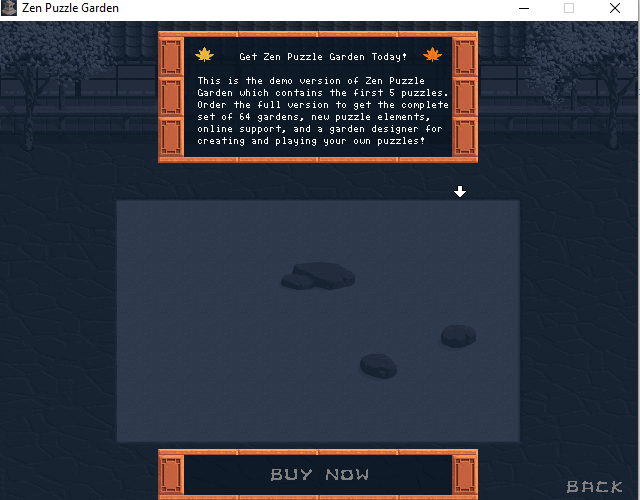 Zen Puzzle Garden
Get Zen Puzzle Garden Today!
This is the demo version of Zen Puzzle
Garden which contains the first 5 puzzles.
Order the full version to get the complete
set of 64 gardens, new puzzle elements,
online support, and a garden designer for
creating and playing your own puzzles!
BUY NOW
BACK